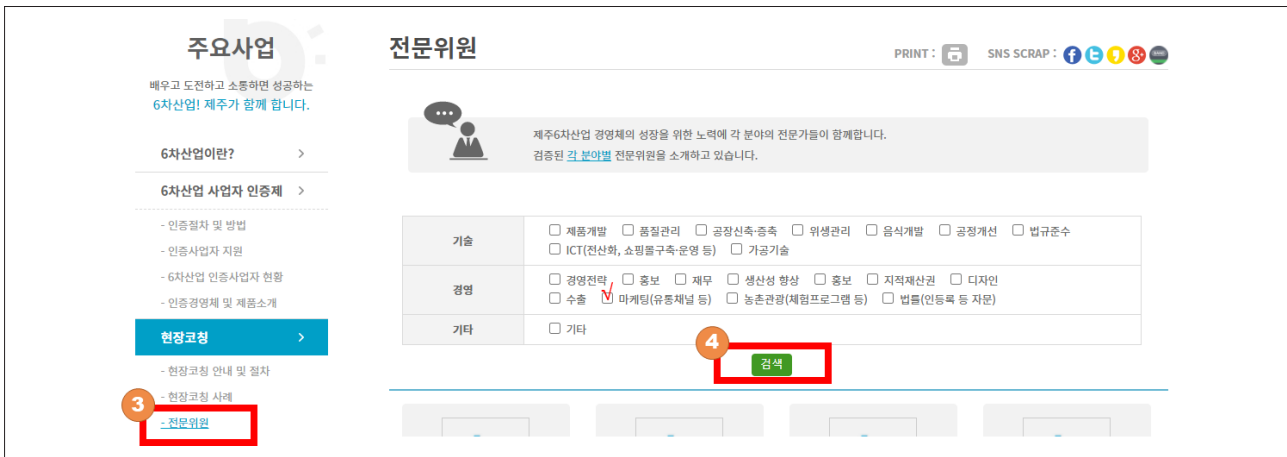 주요사업
배우고 도전하고 소통하면 성공하는
6차산업! 제주가 함께 합니다.
6차산업이란? >
6차산업 사업자 인증제 >
- 인증절차 및 방법
- 인증사업자 지원
- 6차산업 인증사업자 현황
- 인증경영체 및 제품소개
현장코칭 >
- 현장코칭 안내 및 절차
- 현장코칭 사례
3
- 전문위원
전문위원
PRINT : SNS SCRAP :
제주6차산업 경영체의 성장을 위한 노력에 각 분야의 전문가들이 함께합니다.
검증된 각 분야별 전문위원을 소개하고 있습니다.
기술
제품개발 품질관리 공장신축·증축 위생관리 음식개발 공정개선 법규준수
ICT(전산화, 쇼핑몰구축·운영 등) 가공기술
경영
경영전략 홍보 재무 생산성 향상 홍보 지적재산권 디자인
수출 √ 마케팅(유통채널 등) 농촌관광(체험프로그램 등) 법률(인등록 등 자문)
기타
기타
4
검색